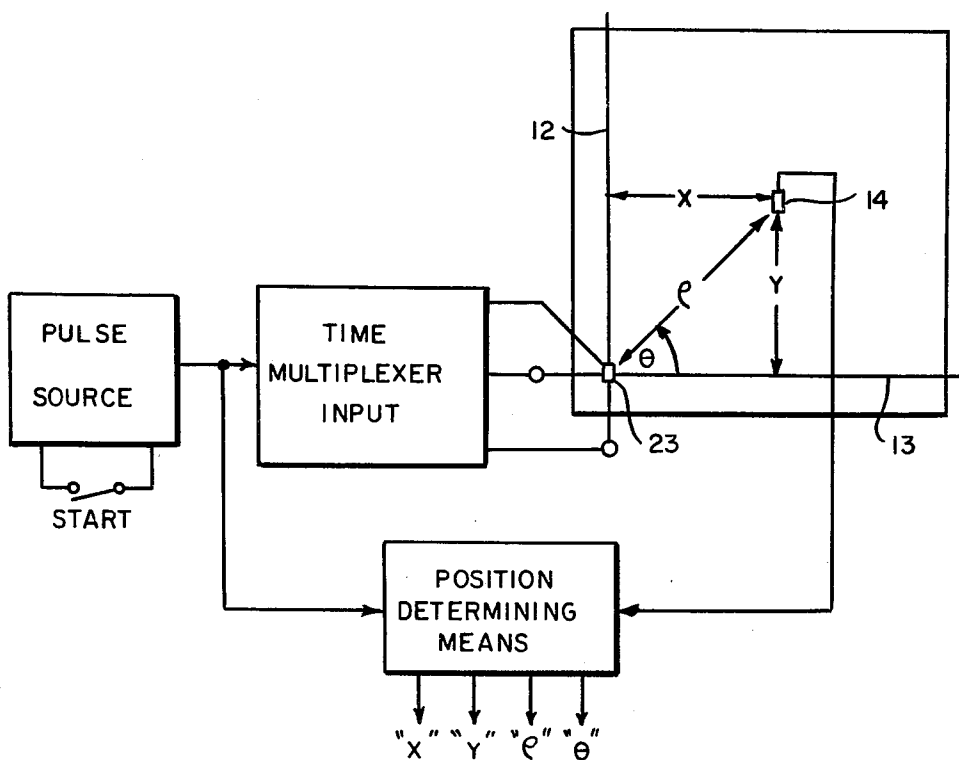 12
X
14
ρ
Y
θ
PULSE
SOURCE
TIME
MULTIPLEXER
INPUT
23
13
START
POSITION
DETERMINING
MEANS
"X" "Y" "ρ" "θ"